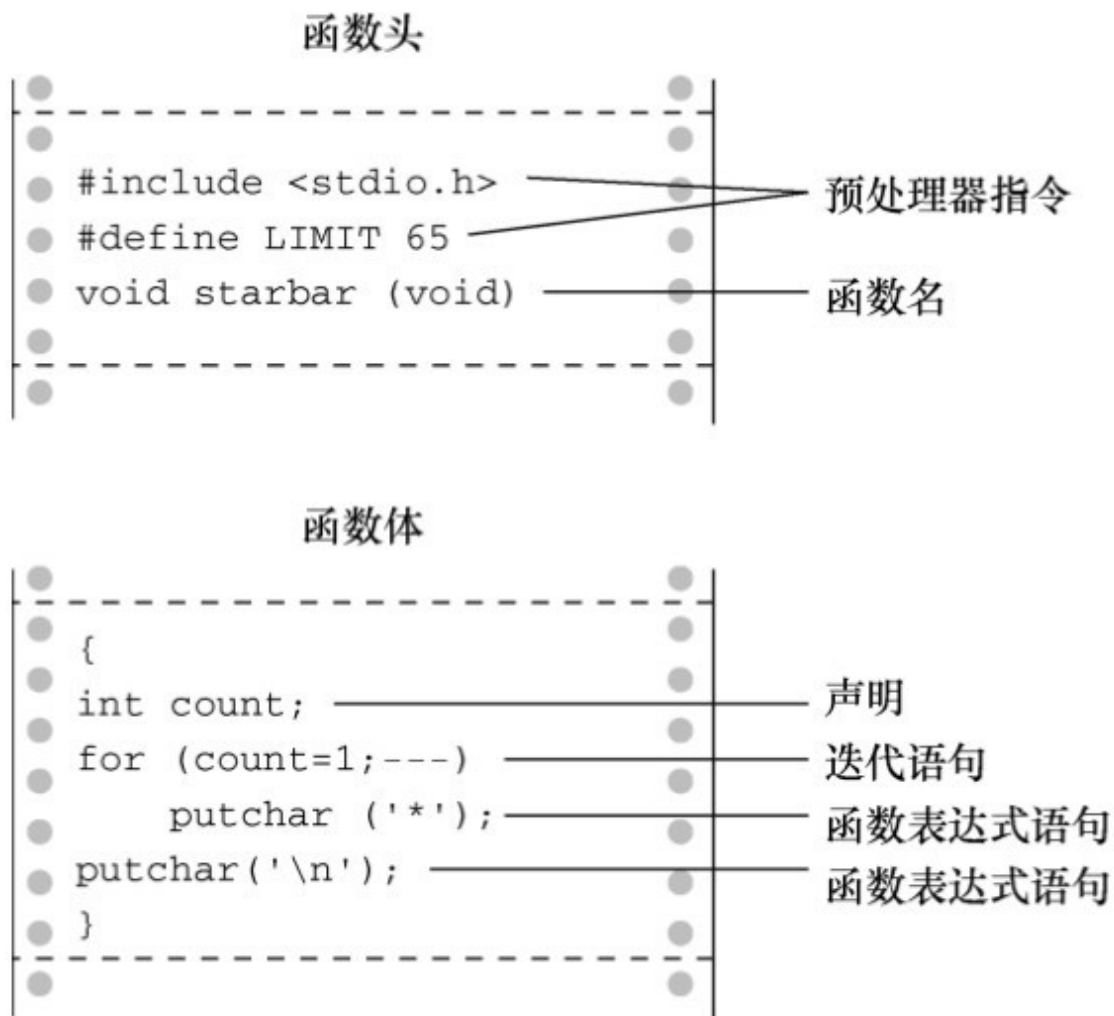 函数头
#include <stdio.h>
预处理器指令
#define LIMIT 65
void starbar (void)
函数名
函数体
{
int count;
声明
for (count=1;---)
迭代语句
putchar ('*');
函数表达式语句
putchar('\n');
函数表达式语句
}